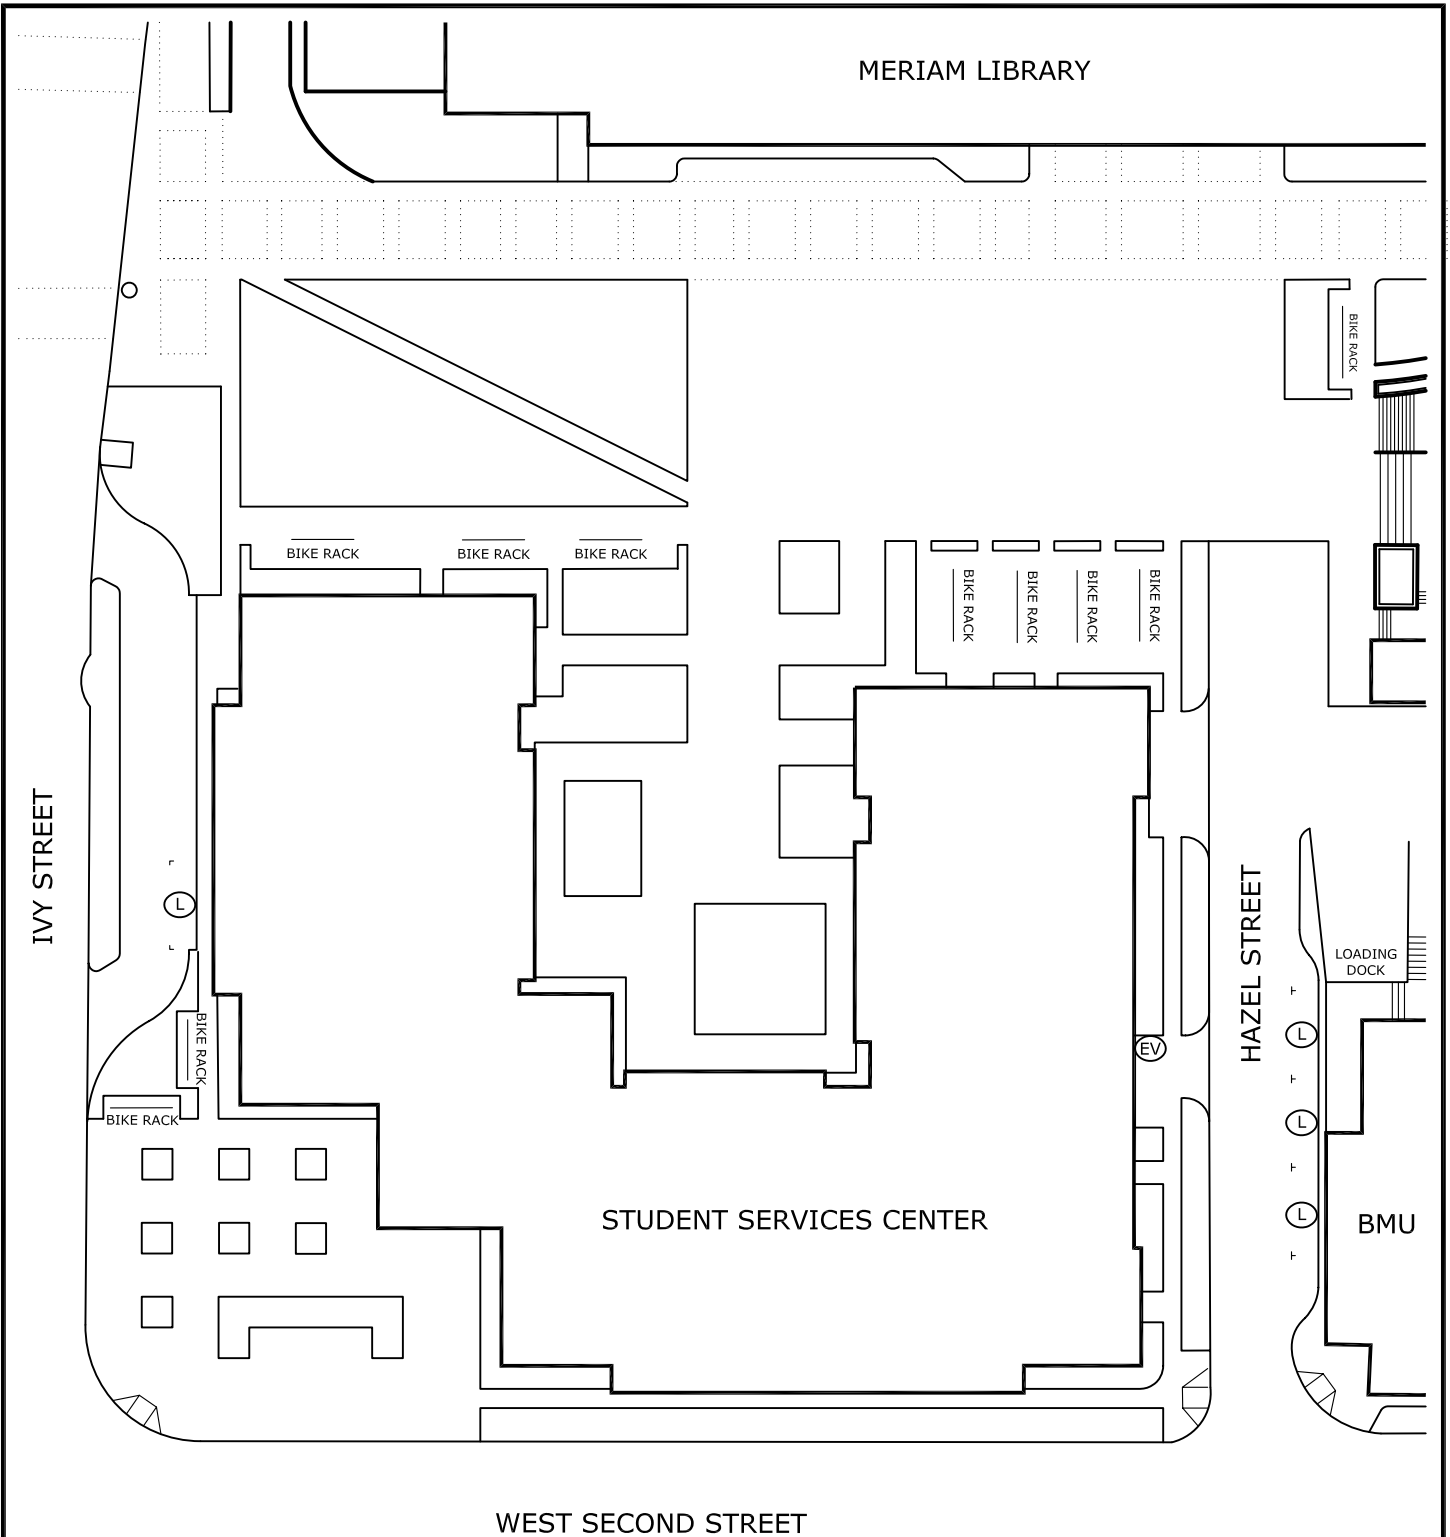 MERIAM LIBRARY
BIKE RACK
BIKE RACK
BIKE RACK
BIKE RACK
BIKE RACK
BIKE RACK
BIKE RACK
BIKE RACK
IVY STREET
L
HAZEL STREET
LOADING
DOCK
BIKE RACK
L
EV
BIKE RACK
L
L
STUDENT SERVICES CENTER
BMU
WEST SECOND STREET